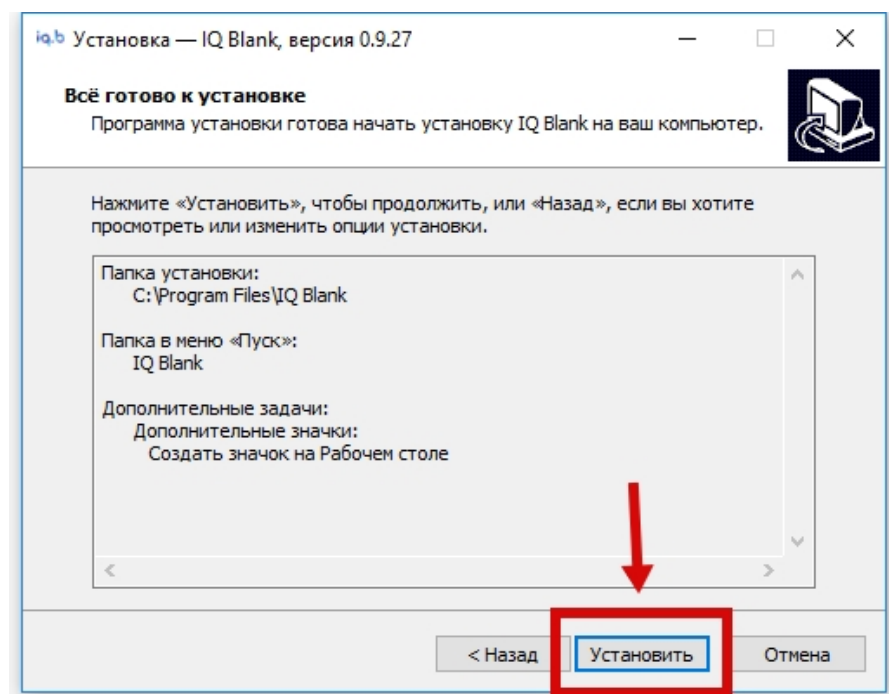 iq.b Установка — IQ Blank, версия 0.9.27
Всё готово к установке
Программа установки готова начать установку IQ Blank на ваш компьютер.
Нажмите «Установить», чтобы продолжить, или «Назад», если вы хотите
просмотреть или изменить опции установки.
Папка установки:
C:\Program Files\IQ Blank
Папка в меню «Пуск»:
IQ Blank
Дополнительные задачи:
Дополнительные значки:
Создать значок на Рабочем столе
< Назад Установить Отмена